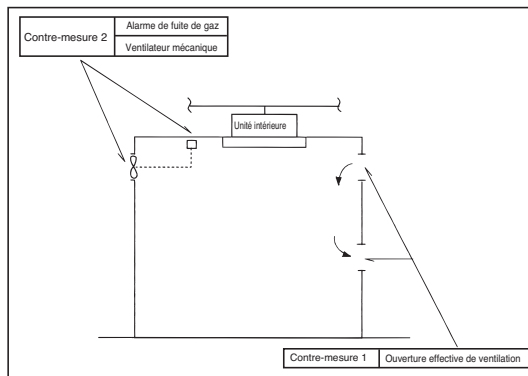 Contre-mesure 2
Alarme de fuite de gaz
Ventilateur mécanique
Unité intérieure
Contre-mesure 1
Ouverture effective de ventilation